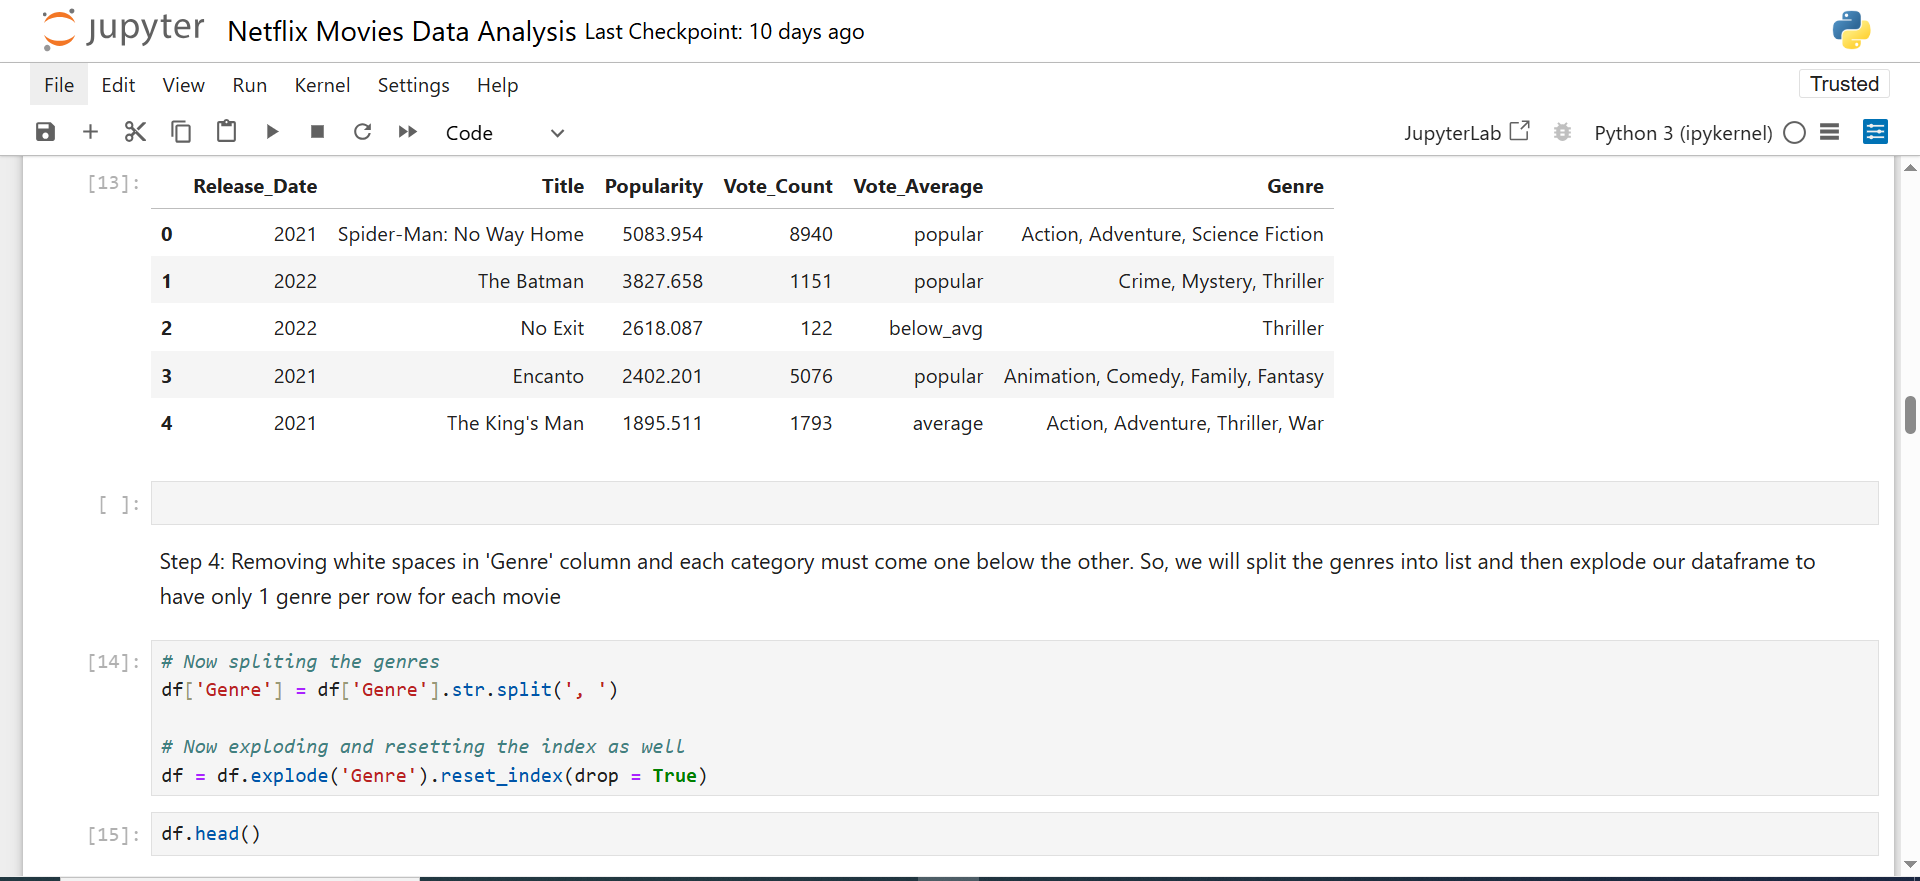 jupyter Netflix Movies Data Analysis Last Checkpoint: 10 days ago
File Edit View Run Kernel Settings Help Trusted
Code JupyterLab Python 3 (ipykernel)
[13]: Release_Date Title Popularity Vote_Count Vote_Average Genre
0 2021 Spider-Man: No Way Home 5083.954 8940 popular Action, Adventure, Science Fiction
1 2022 The Batman 3827.658 1151 popular Crime, Mystery, Thriller
2 2022 No Exit 2618.087 122 below_avg Thriller
3 2021 Encanto 2402.201 5076 popular Animation, Comedy, Family, Fantasy
4 2021 The King's Man 1895.511 1793 average Action, Adventure, Thriller, War
[ ]:
Step 4: Removing white spaces in 'Genre' column and each category must come one below the other. So, we will split the genres into list and then explode our dataframe to
have only 1 genre per row for each movie
[14]: # Now spliting the genres
df['Genre'] = df['Genre'].str.split(', ')
# Now exploding and resetting the index as well
df = df.explode('Genre').reset_index(drop = True)
[15]: df.head()